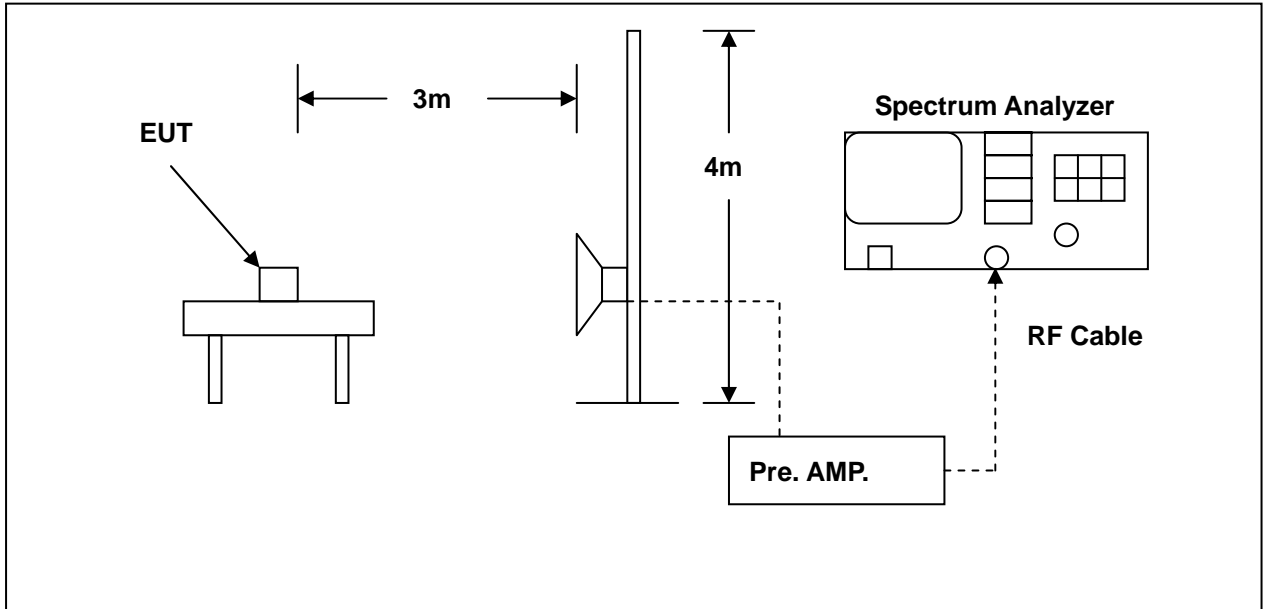 3m
Spectrum Analyzer
EUT
4m
RF Cable
Pre. AMP.